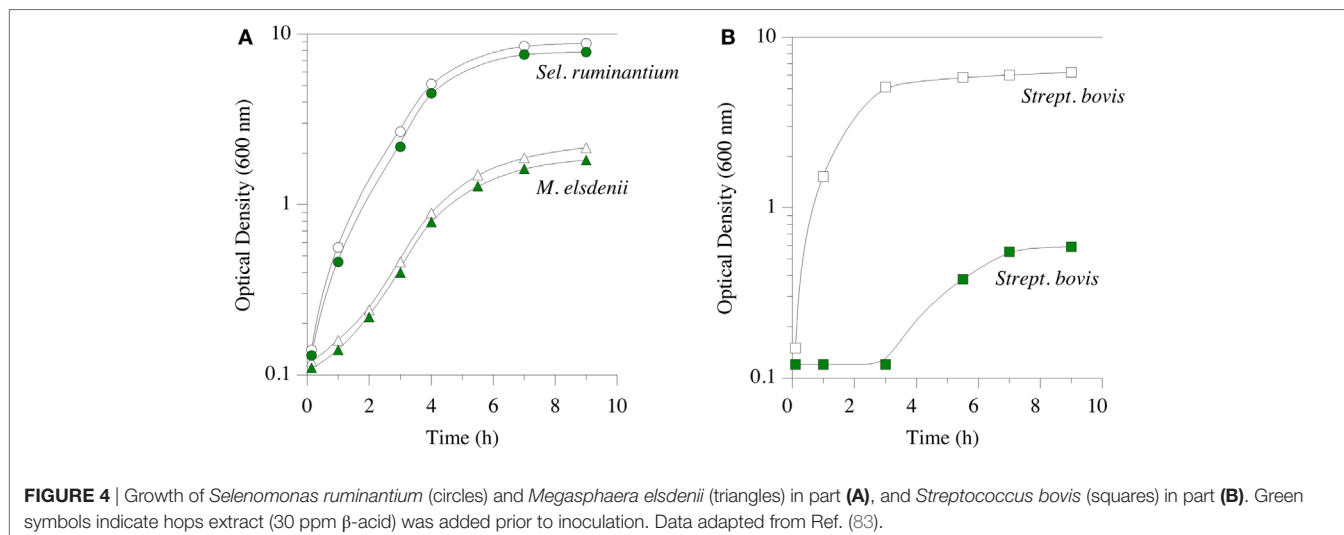 A
10
1
0.1
Optical Density (600 nm)
Sel. ruminantium
M. elsdenii
0 2 4 6 8 10
Time (h)
B
10
1
0.1
Optical Density (600 nm)
Strept. bovis
Strept. bovis
0 2 4 6 8 10
Time (h)
FIGURE 4 | Growth of Selenomonas ruminantium (circles) and Megasphaera elsdenii (triangles) in part (A), and Streptococcus bovis (squares) in part (B). Green
symbols indicate hops extract (30 ppm β-acid) was added prior to inoculation. Data adapted from Ref. (83).